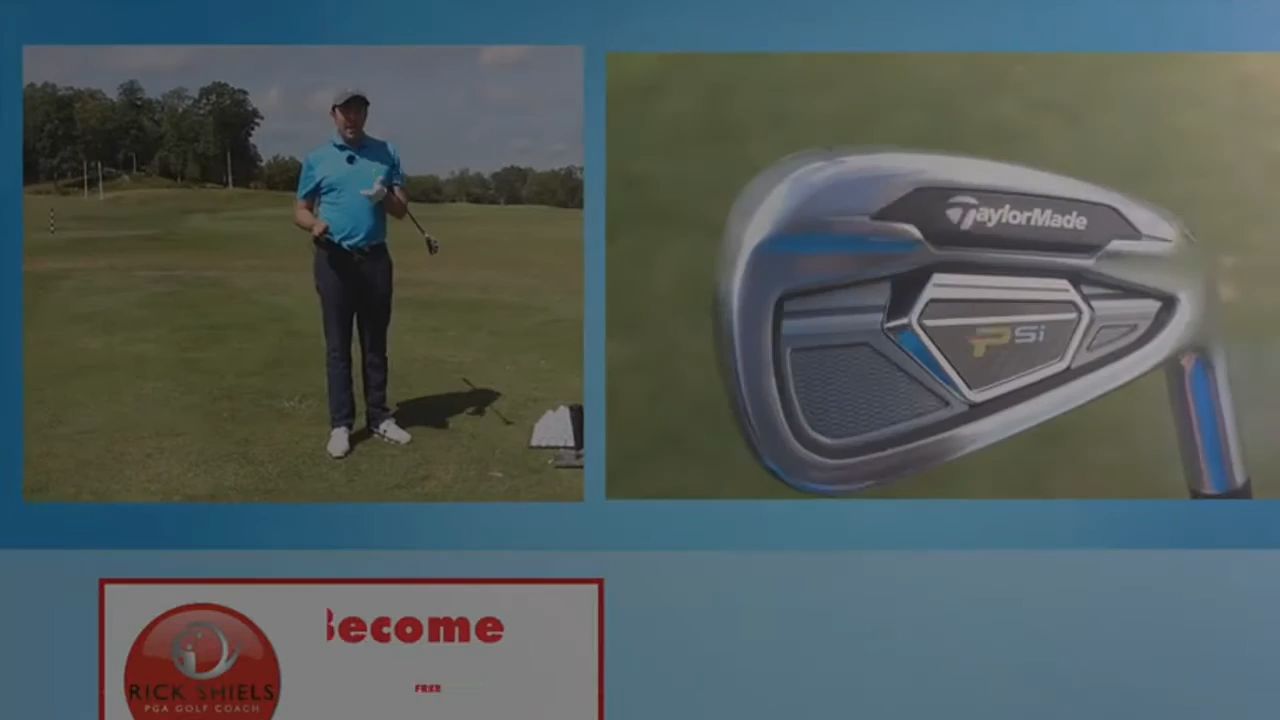 TaylorMade
PSi
Become
FREE
RICK SHIELS
PGA GOLF COACH